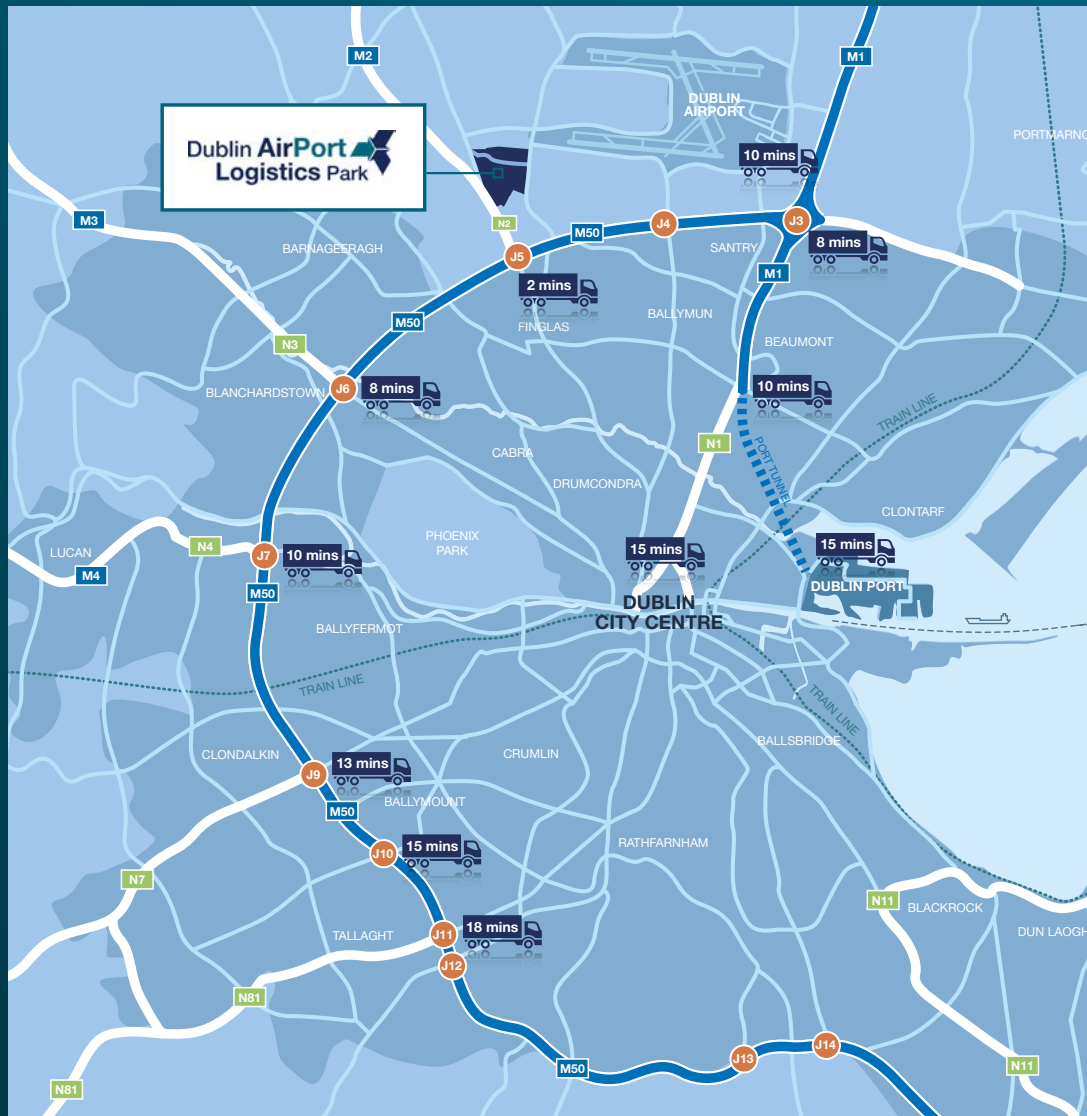 M2
M1
DUBLIN
AIRPORT
Dublin AirPort
Logistics Park
PORTMARNO
10 mins
M3
N2
J4
J3
M50
BARNAGEERAGH
SANTRY
8 mins
J5
M1
2 mins
BALLYMUN
M50
FINGLAS
BEAUMONT
N3
J6
8 mins
10 mins
BLANCHARDSTOWN
TRAIN LINE
N1
PORT TUNNEL
CABRA
DRUMCONDRA
CLONTARF
PHOENIX
PARK
LUCAN
N4
J7
10 mins
15 mins
15 mins
M4
DUBLIN PORT
M50
DUBLIN
CITY CENTRE
BALLYFERMOT
TRAIN LINE
TRAIN LINE
CLONDALKIN
CRUMLIN
BALLSBRIDGE
J9
13 mins
BALLYMOUNT
M50
RATHFARNHAM
J10
15 mins
N7
N11
BLACKROCK
TALLAGHT
J11
18 mins
DUN LAOGH
J12
N81
J14
J13
M50
N11
N81